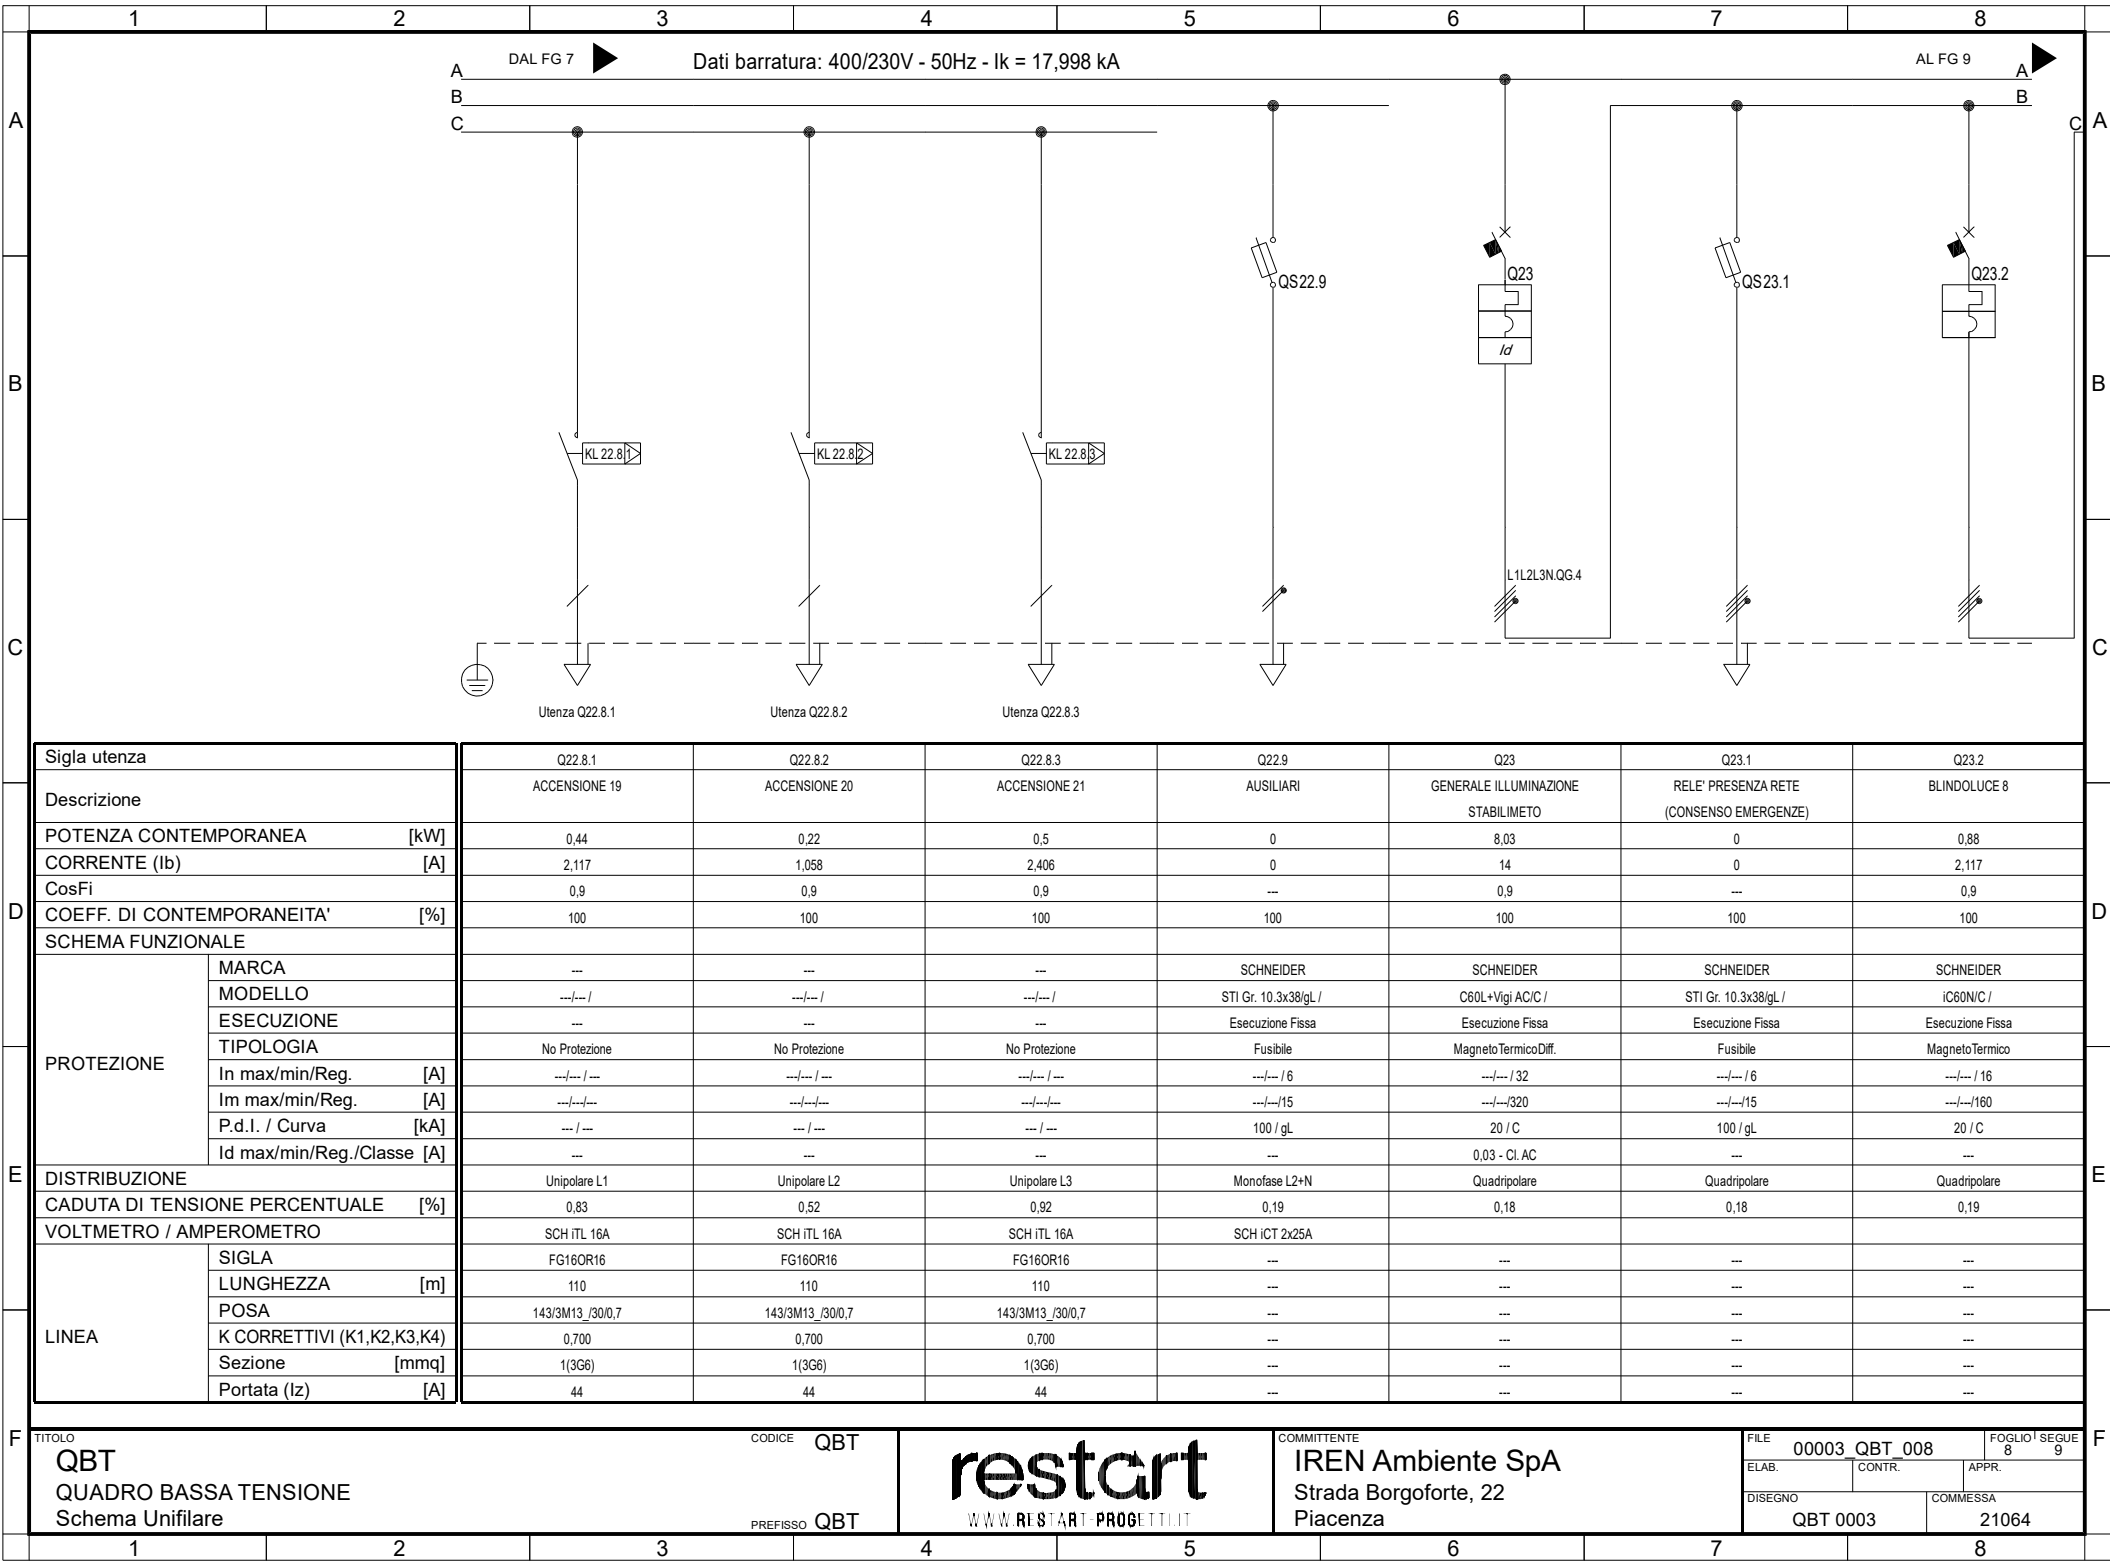 1 2 3 4 5 6 7 8
DAL FG 7 Dati barratura: 400/230V - 50Hz - Ik = 17,998 kA AL FG 9
A A
B B
C C
A A
QS22.9 Q23 QS23.1 Q23.2
Id
B B
KL 22.8.1 KL 22.8.2 KL 22.8.3
L1L2L3N.QG.4
C C
Utenza Q22.8.1 Utenza Q22.8.2 Utenza Q22.8.3
Sigla utenza Q22.8.1 Q22.8.2 Q22.8.3 Q22.9 Q23 Q23.1 Q23.2
Descrizione ACCENSIONE 19 ACCENSIONE 20 ACCENSIONE 21 AUSILIARI GENERALE ILLUMINAZIONE RELE' PRESENZA RETE BLINDOLUCE 8
STABILIMETO (CONSENSO EMERGENZE)
POTENZA CONTEMPORANEA [kW] 0,44 0,22 0,5 0 8,03 0 0,88
CORRENTE (Ib) [A] 2,117 1,058 2,406 0 14 0 2,117
CosFi 0,9 0,9 0,9 --- 0,9 --- 0,9
D D
COEFF. DI CONTEMPORANEITA' [%] 100 100 100 100 100 100 100
SCHEMA FUNZIONALE
PROTEZIONE
MARCA --- --- --- SCHNEIDER SCHNEIDER SCHNEIDER SCHNEIDER
MODELLO ---/--- / ---/--- / ---/--- / STI Gr. 10.3x38/gL / C60L+Vigi AC/C / STI Gr. 10.3x38/gL / iC60N/C /
ESECUZIONE --- --- --- Esecuzione Fissa Esecuzione Fissa Esecuzione Fissa Esecuzione Fissa
TIPOLOGIA No Protezione No Protezione No Protezione Fusibile MagnetoTermicoDiff. Fusibile MagnetoTermico
In max/min/Reg. [A] ---/--- / --- ---/--- / --- ---/--- / --- ---/--- / 6 ---/--- / 32 ---/--- / 6 ---/--- / 16
Im max/min/Reg. [A] ---/---/--- ---/---/--- ---/---/--- ---/---/15 ---/---/320 ---/---/15 ---/---/160
P.d.I. / Curva [kA] --- / --- --- / --- --- / --- 100 / gL 20 / C 100 / gL 20 / C
Id max/min/Reg./Classe [A] --- --- --- --- 0,03 - Cl. AC --- ---
E E
DISTRIBUZIONE Unipolare L1 Unipolare L2 Unipolare L3 Monofase L2+N Quadripolare Quadripolare Quadripolare
CADUTA DI TENSIONE PERCENTUALE [%] 0,83 0,52 0,92 0,19 0,18 0,18 0,19
VOLTMETRO / AMPEROMETRO SCH iTL 16A SCH iTL 16A SCH iTL 16A SCH iCT 2x25A
LINEA
SIGLA FG16OR16 FG16OR16 FG16OR16 --- --- --- ---
LUNGHEZZA [m] 110 110 110 --- --- --- ---
POSA 143/3M13_/30/0,7 143/3M13_/30/0,7 143/3M13_/30/0,7 --- --- --- ---
K CORRETTIVI (K1,K2,K3,K4) 0,700 0,700 0,700 --- --- --- ---
Sezione [mmq] 1(3G6) 1(3G6) 1(3G6) --- --- --- ---
Portata (Iz) [A] 44 44 44 --- --- --- ---
F F
TITOLO
QBT
QUADRO BASSA TENSIONE
Schema Unifilare
CODICE QBT
PREFISSO QBT
restart
WWW.RESTART-PROGETTI.IT
COMMITTENTE
IREN Ambiente SpA
Strada Borgoforte, 22
Piacenza
FILE 00003_QBT_008
FOGLIO 8 SEGUE 9
ELAB. CONTR. APPR.
DISEGNO QBT 0003
COMMESSA 21064
1 2 3 4 5 6 7 8